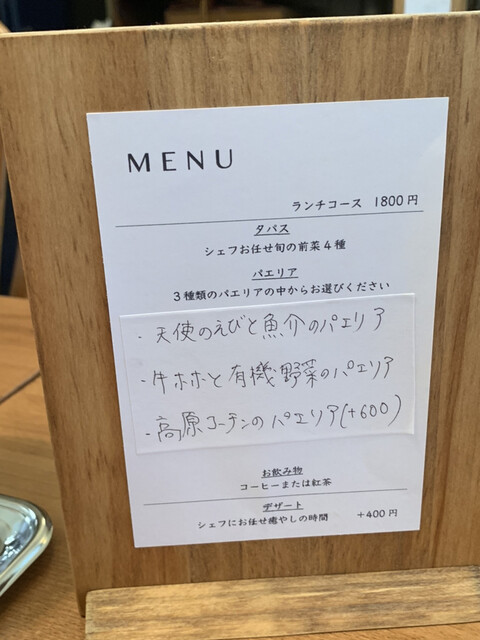 MENU
ランチコース 1800円
タパス
シェフお任せ旬の前菜4種
パエリア
3種類のパエリアの中からお選びください
・天使のえびと魚介のパエリア
・牛ホホと有機野菜のパエリア
・高原コーチンのパエリア(+600)
お飲み物
コーヒーまたは紅茶
デザート
シェフにお任せ癒やしの時間 +400円